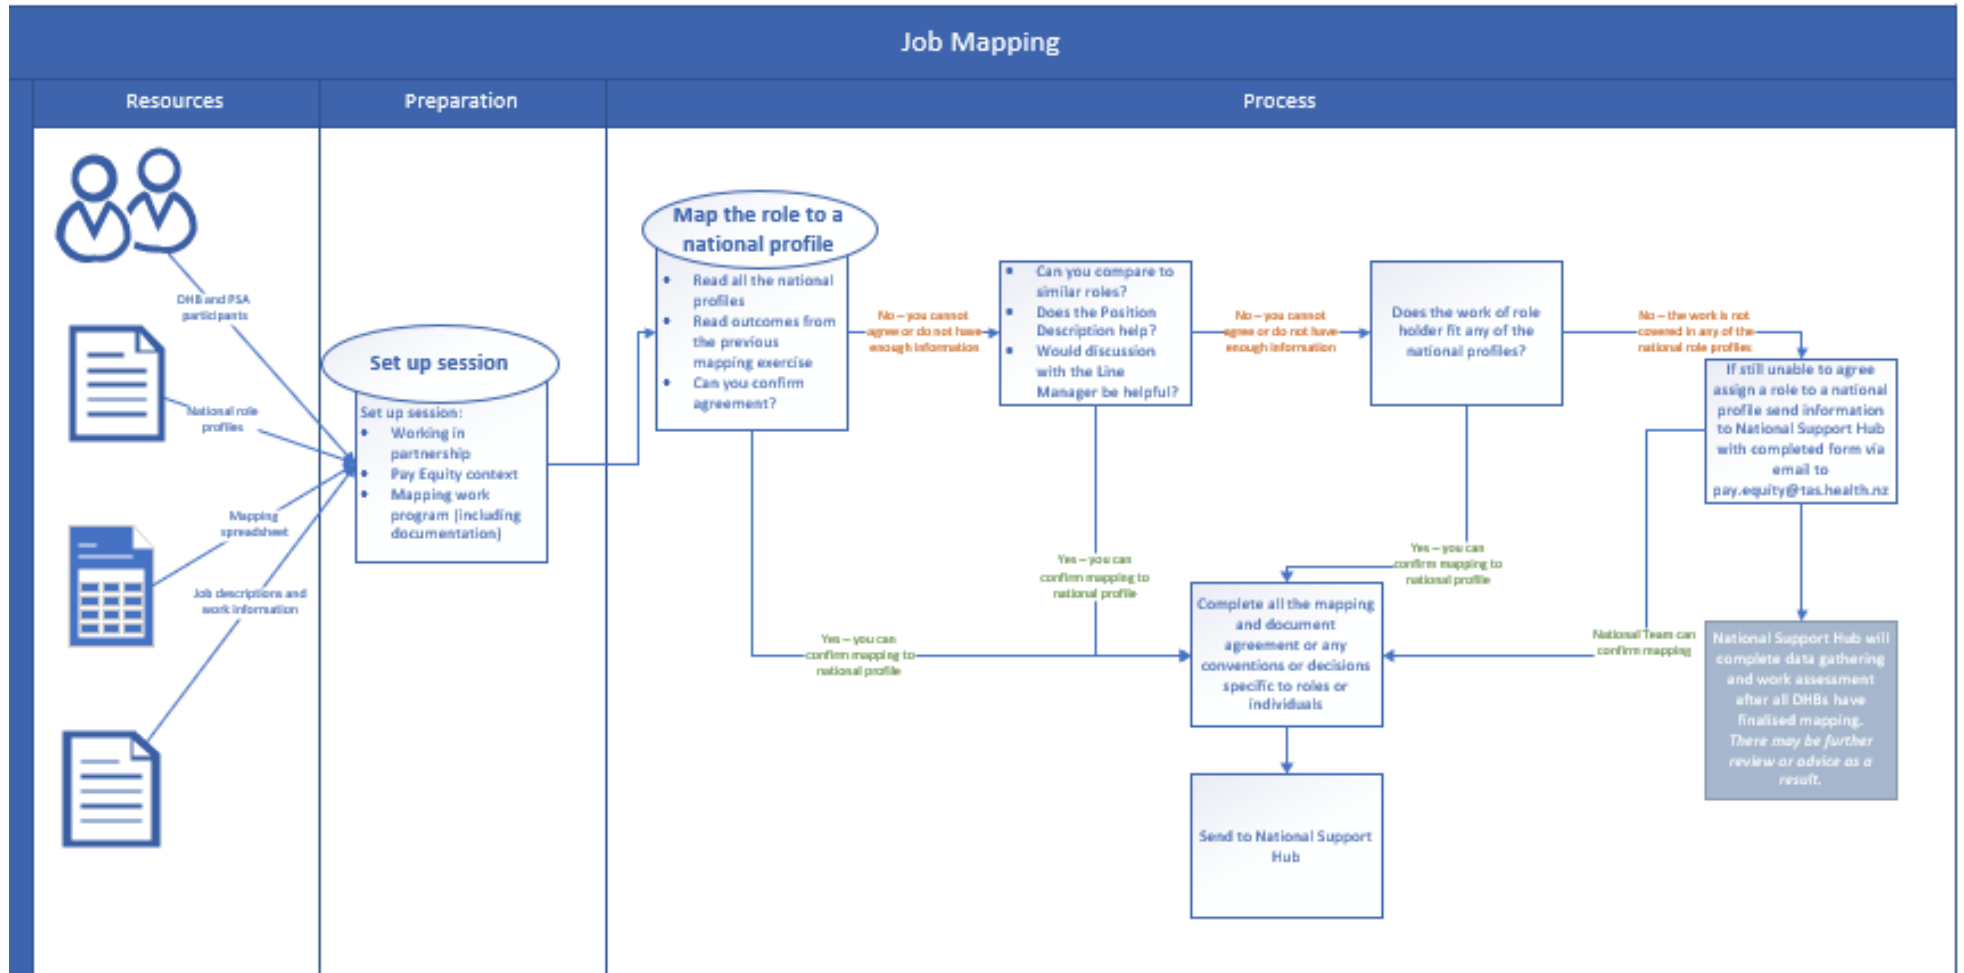 Job Mapping
Resources
Preparation
Process
DHB and PSA
participants
National role
profiles
Mapping
spreadsheet
Job descriptions and
work information
Set up session
Set up session:
• Working in
partnership
• Pay Equity context
• Mapping work
program (including
documentation)
Map the role to a
national profile
• Read all the national
profiles
• Read outcomes from
the previous
mapping exercise
• Can you confirm
agreement?
No – you cannot
agree or do not have
enough information
• Can you compare to
similar roles?
• Does the Position
Description help?
• Would discussion
with the Line
Manager be helpful?
No – you cannot
agree or do not have
enough information
Does the work of role
holder fit any of the
national profiles?
No – the work is not
covered in any of the
national role profiles
If still unable to agree
assign a role to a national
profile send information
to National Support Hub
with completed form via
email to
pay.equity@tas.health.nz
Yes – you can
confirm mapping to
national profile
Yes – you can
confirm mapping to
national profile
Yes – you can
confirm mapping to
national profile
National Team can
confirm mapping
Complete all the mapping
and document
agreement or any
conventions or decisions
specific to roles or
individuals
National Support Hub will
complete data gathering
and work assessment
after all DHBs have
finalised mapping.
There may be further
review or advice as a
result.
Send to National Support
Hub